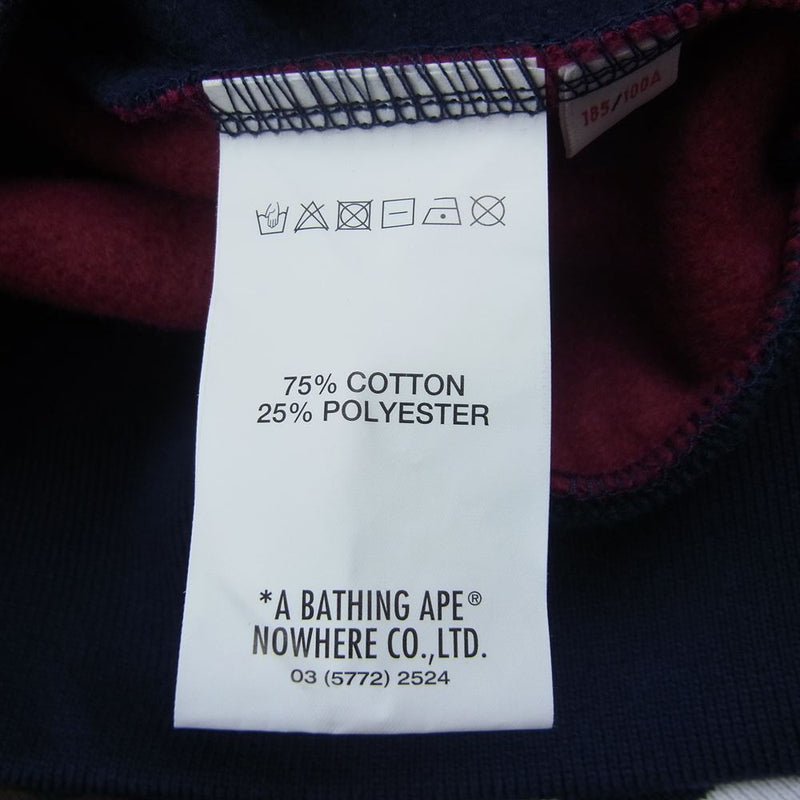 185/100A
75% COTTON
25% POLYESTER
*A BATHING APE®
NOWHERE CO.,LTD.
03 (5772) 2524